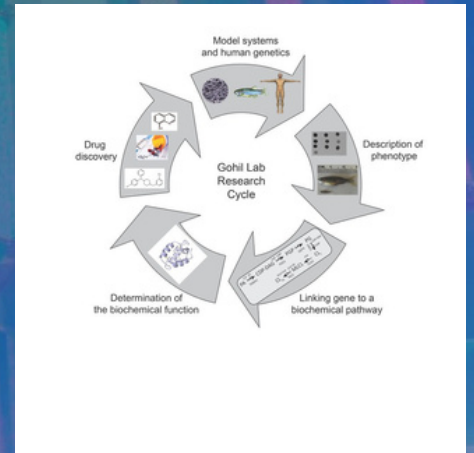 Model systems
and human genetics
Drug
discovery
Description of
phenotype
Gohil Lab
Research
Cycle
Determination of
the biochemical function
Linking gene to a
biochemical pathway